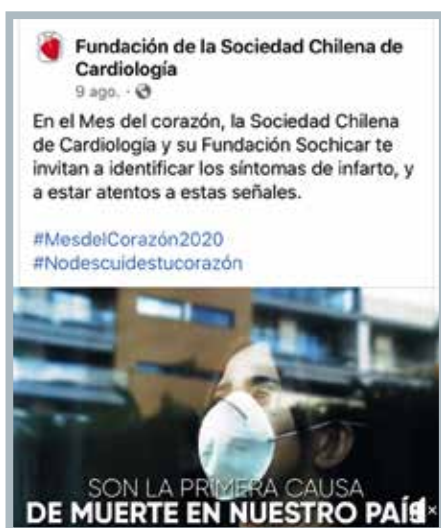 Fundación de la Sociedad Chilena de
Cardiología
9 ago. ·
En el Mes del corazón, la Sociedad Chilena
de Cardiología y su Fundación Sochicar te
invitan a identificar los síntomas de infarto, y
a estar atentos a estas señales.
#MesdelCorazón2020
#Nodescuidestucorazón
SON LA PRIMERA CAUSA
DE MUERTE EN NUESTRO PAÍS